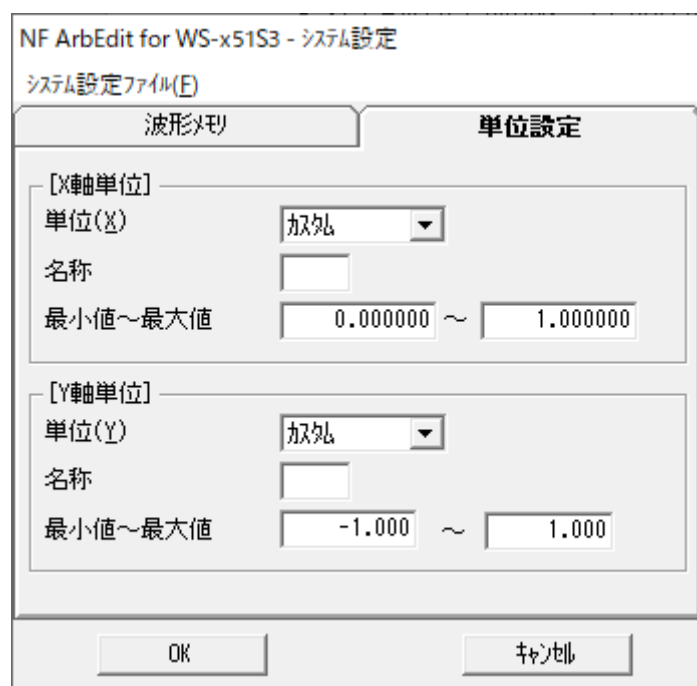 NF ArbEdit for WS-x51S3 - ｼｽﾃﾑ設定
ｼｽﾃﾑ設定ﾌｧｲﾙ(F)
波形ﾒﾓﾘ 単位設定
[X軸単位]
単位(X) ｶｽﾀﾑ
名称
最小値～最大値 0.000000 ～ 1.000000
[Y軸単位]
単位(Y) ｶｽﾀﾑ
名称
最小値～最大値 -1.000 ～ 1.000
OK ｷｬﾝｾﾙ